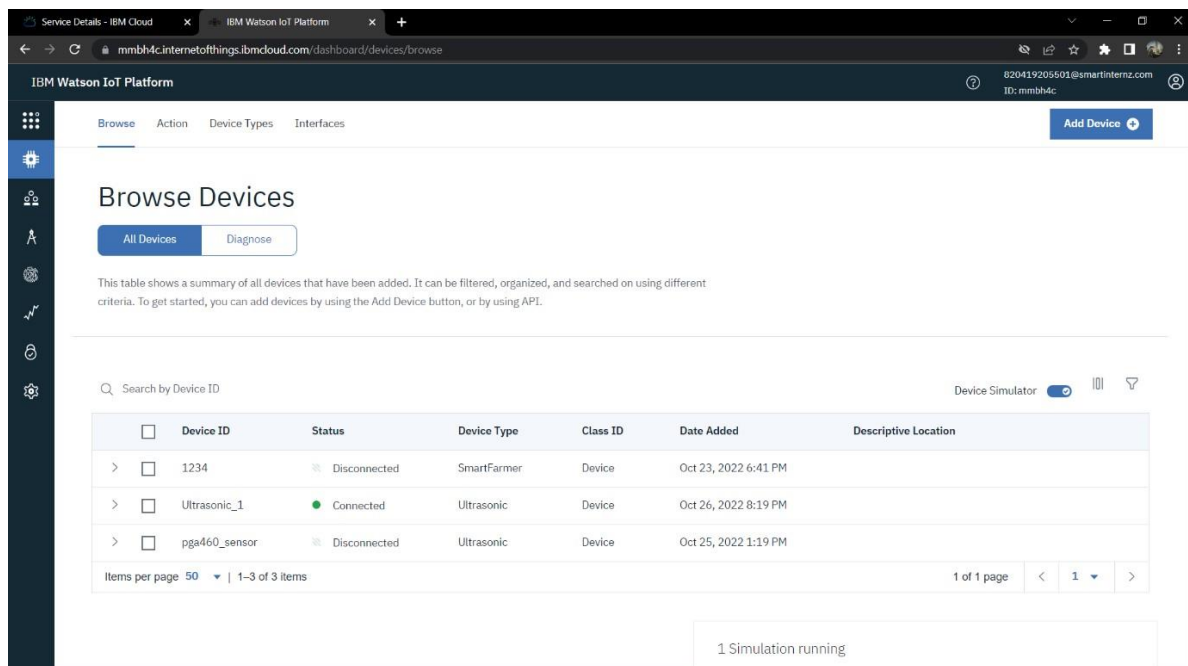 Service Details - IBM Cloud
IBM Watson IoT Platform
mmbh4c.internetofthings.ibmcloud.com/dashboard/devices/browse
IBM Watson IoT Platform
820419205501@smartinternz.com
ID: mmbh4c
Browse Action Device Types Interfaces
Add Device
Browse Devices
All Devices Diagnose
This table shows a summary of all devices that have been added. It can be filtered, organized, and searched on using different
criteria. To get started, you can add devices by using the Add Device button, or by using API.
Search by Device ID
Device Simulator
Device ID Status Device Type Class ID Date Added Descriptive Location
1234 Disconnected SmartFarmer Device Oct 23, 2022 6:41 PM
Ultrasonic_1 Connected Ultrasonic Device Oct 26, 2022 8:19 PM
pga460_sensor Disconnected Ultrasonic Device Oct 25, 2022 1:19 PM
Items per page 50 | 1–3 of 3 items 1 of 1 page < 1 >
1 Simulation running